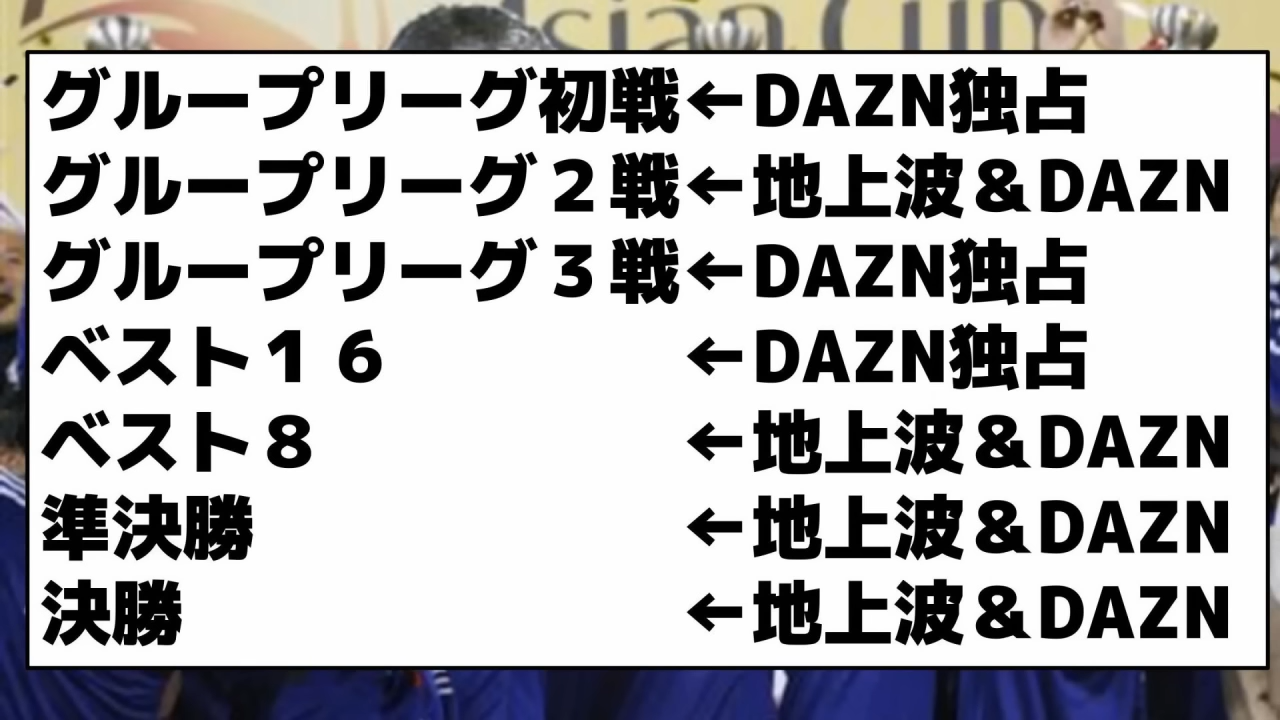 Asian Cup
グループリーグ初戦←DAZN独占
グループリーグ２戦←地上波＆DAZN
グループリーグ３戦←DAZN独占
ベスト１６　　　　←DAZN独占
ベスト８　　　　　←地上波＆DAZN
準決勝　　　　　　←地上波＆DAZN
決勝　　　　　　　←地上波＆DAZN